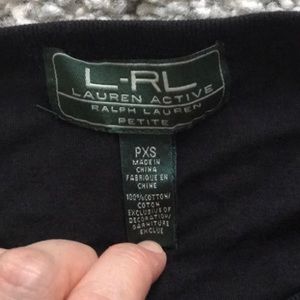 L-RL
LAUREN ACTIVE
RALPH LAUREN
PETITE
PXS
MADE IN
CHINA
FABRIQUE EN
CHINE
100% COTTON/
COTON
EXCLUSIVE OF
DECORATION/
GARNITURE
EXCLUE